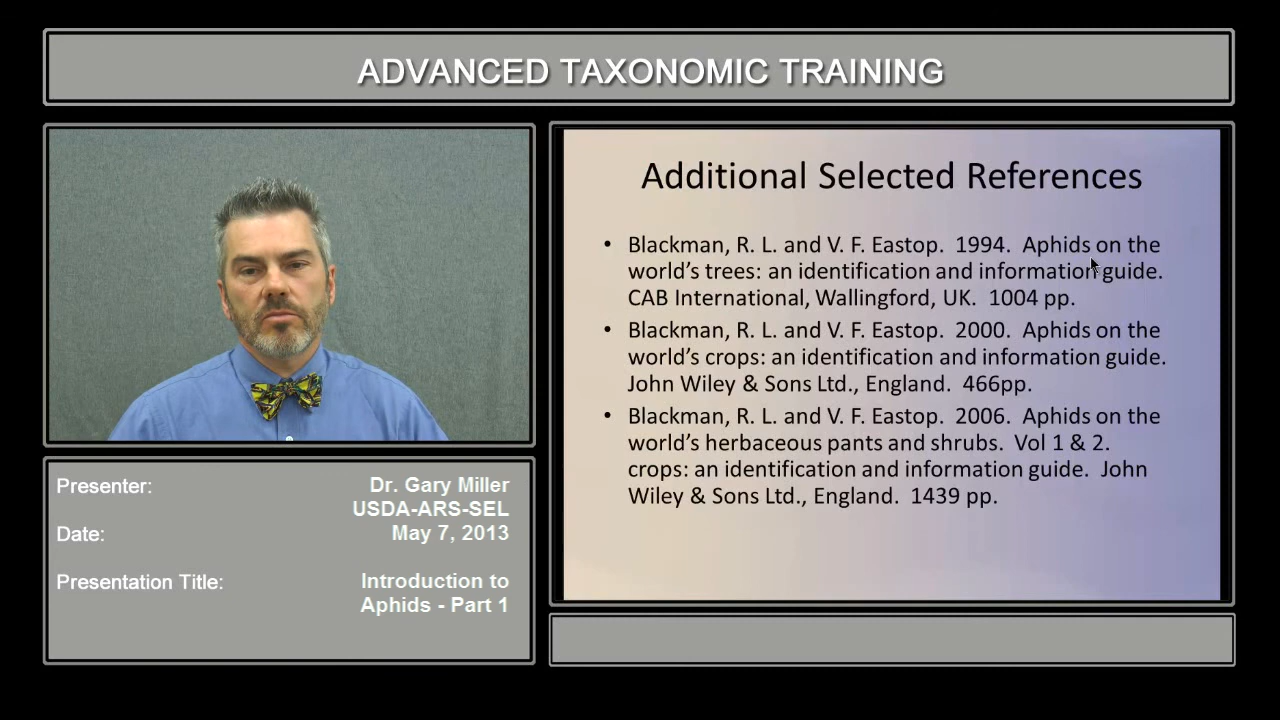 ADVANCED TAXONOMIC TRAINING
Presenter:
Dr. Gary Miller
USDA-ARS-SEL
Date:
May 7, 2013
Presentation Title:
Introduction to
Aphids - Part 1
Additional Selected References
• Blackman, R. L. and V. F. Eastop. 1994. Aphids on the
world’s trees: an identification and information guide.
CAB International, Wallingford, UK. 1004 pp.
• Blackman, R. L. and V. F. Eastop. 2000. Aphids on the
world’s crops: an identification and information guide.
John Wiley & Sons Ltd., England. 466pp.
• Blackman, R. L. and V. F. Eastop. 2006. Aphids on the
world’s herbaceous pants and shrubs. Vol 1 & 2.
crops: an identification and information guide. John
Wiley & Sons Ltd., England. 1439 pp.